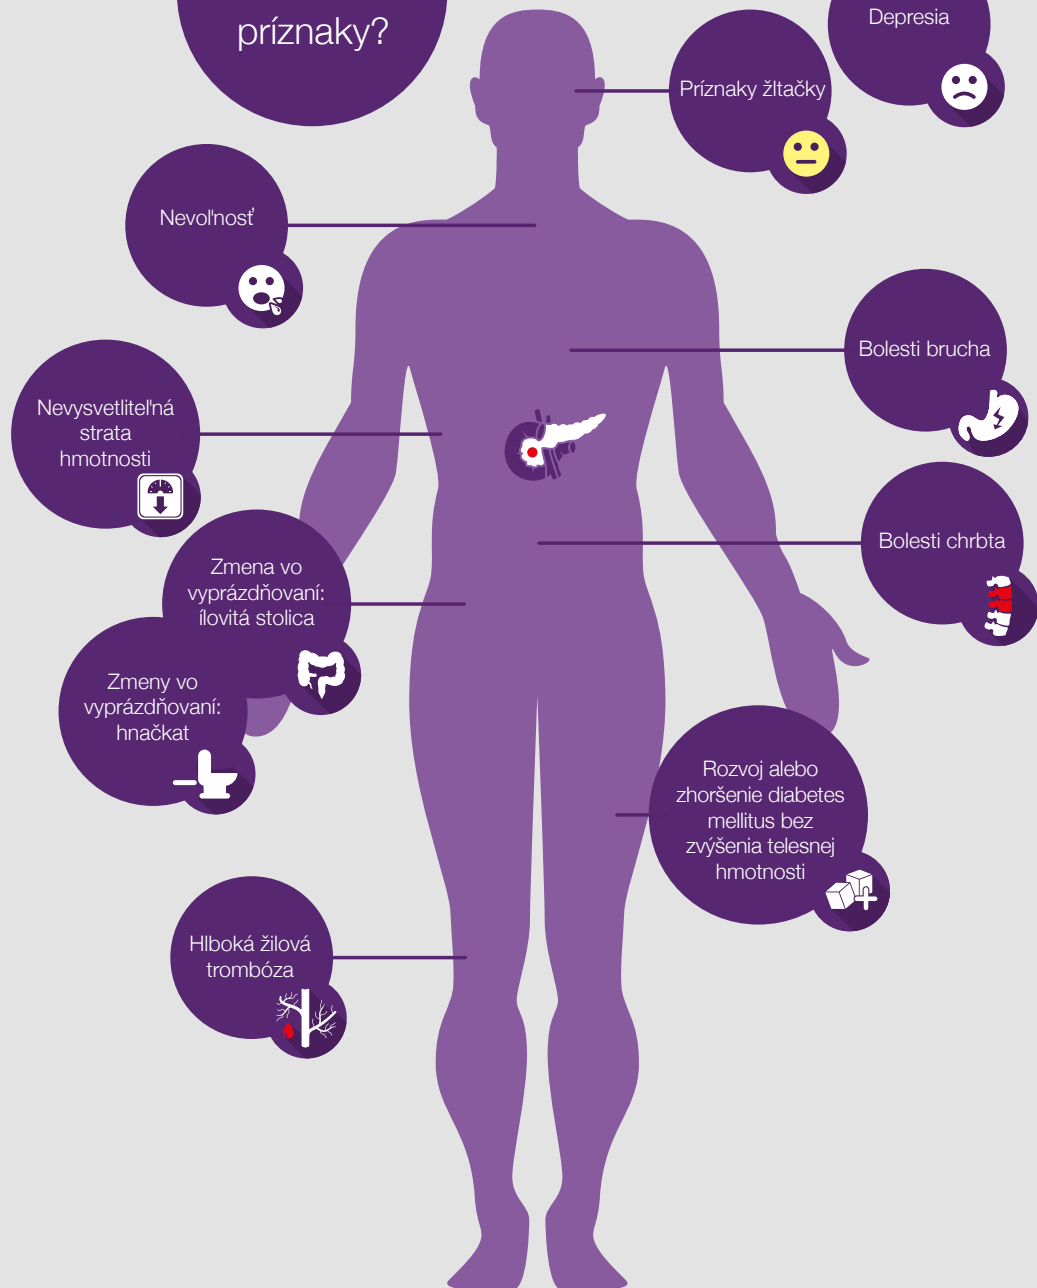 príznaky?
Depresia
Príznaky žltačky
Nevoľnosť
Bolesti brucha
Nevysvetliteľná
strata
hmotnosti
Bolesti chrbta
Zmena vo
vyprázdňovaní:
ílovitá stolica
Zmeny vo
vyprázdňovaní:
hnačkat
Rozvoj alebo
zhoršenie diabetes
mellitus bez
zvýšenia telesnej
hmotnosti
Hlboká žilová
trombóza